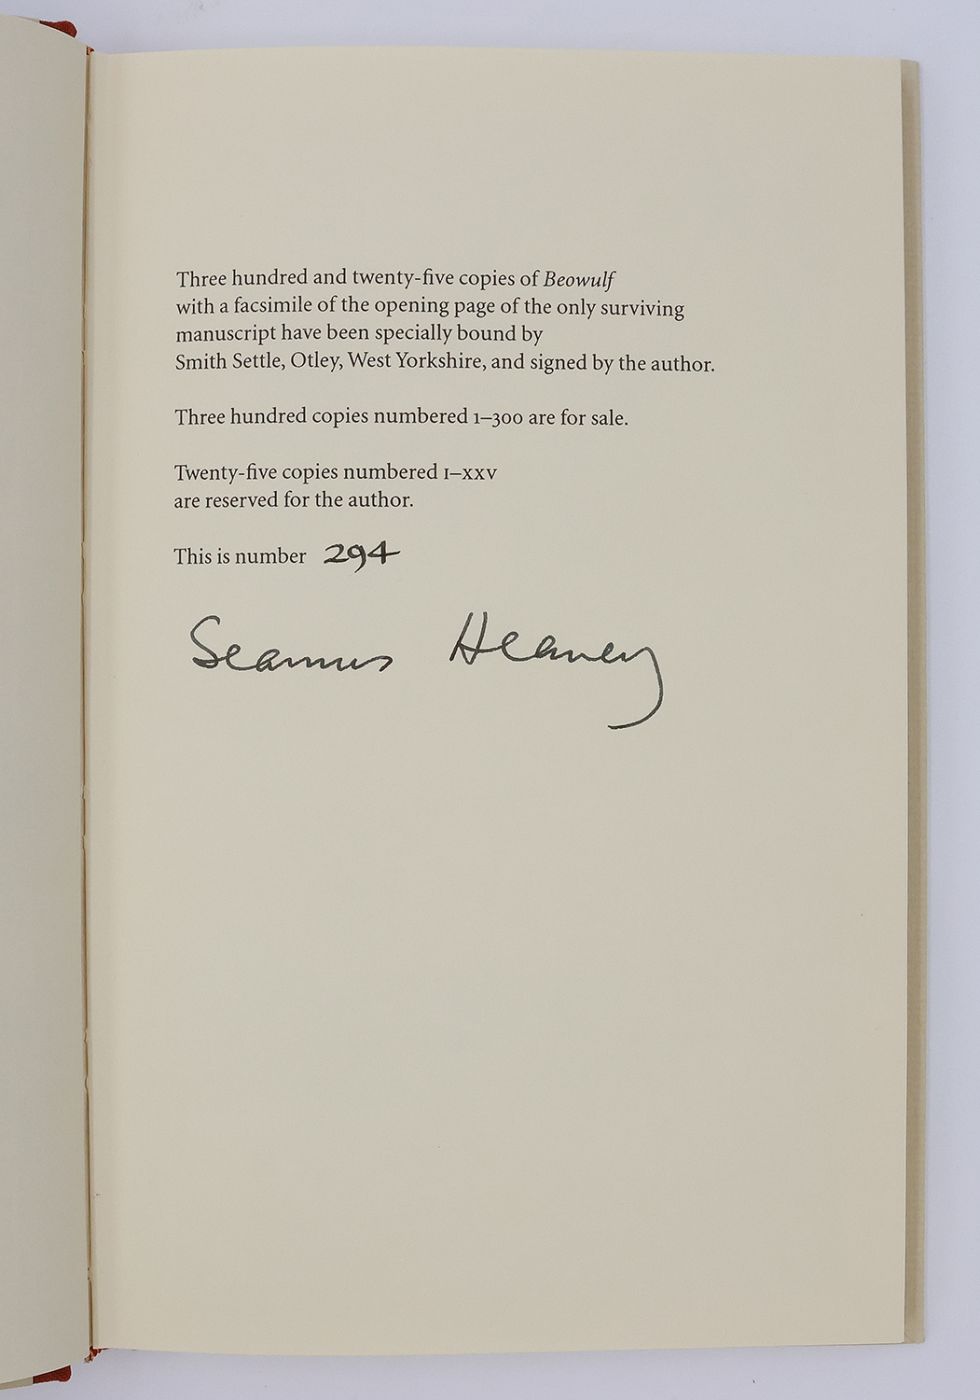 Three hundred and twenty-five copies of Beowulf
with a facsimile of the opening page of the only surviving
manuscript have been specially bound by
Smith Settle, Otley, West Yorkshire, and signed by the author.
Three hundred copies numbered 1–300 are for sale.
Twenty-five copies numbered I–XXV
are reserved for the author.
This is number 294
Seamus Heaney